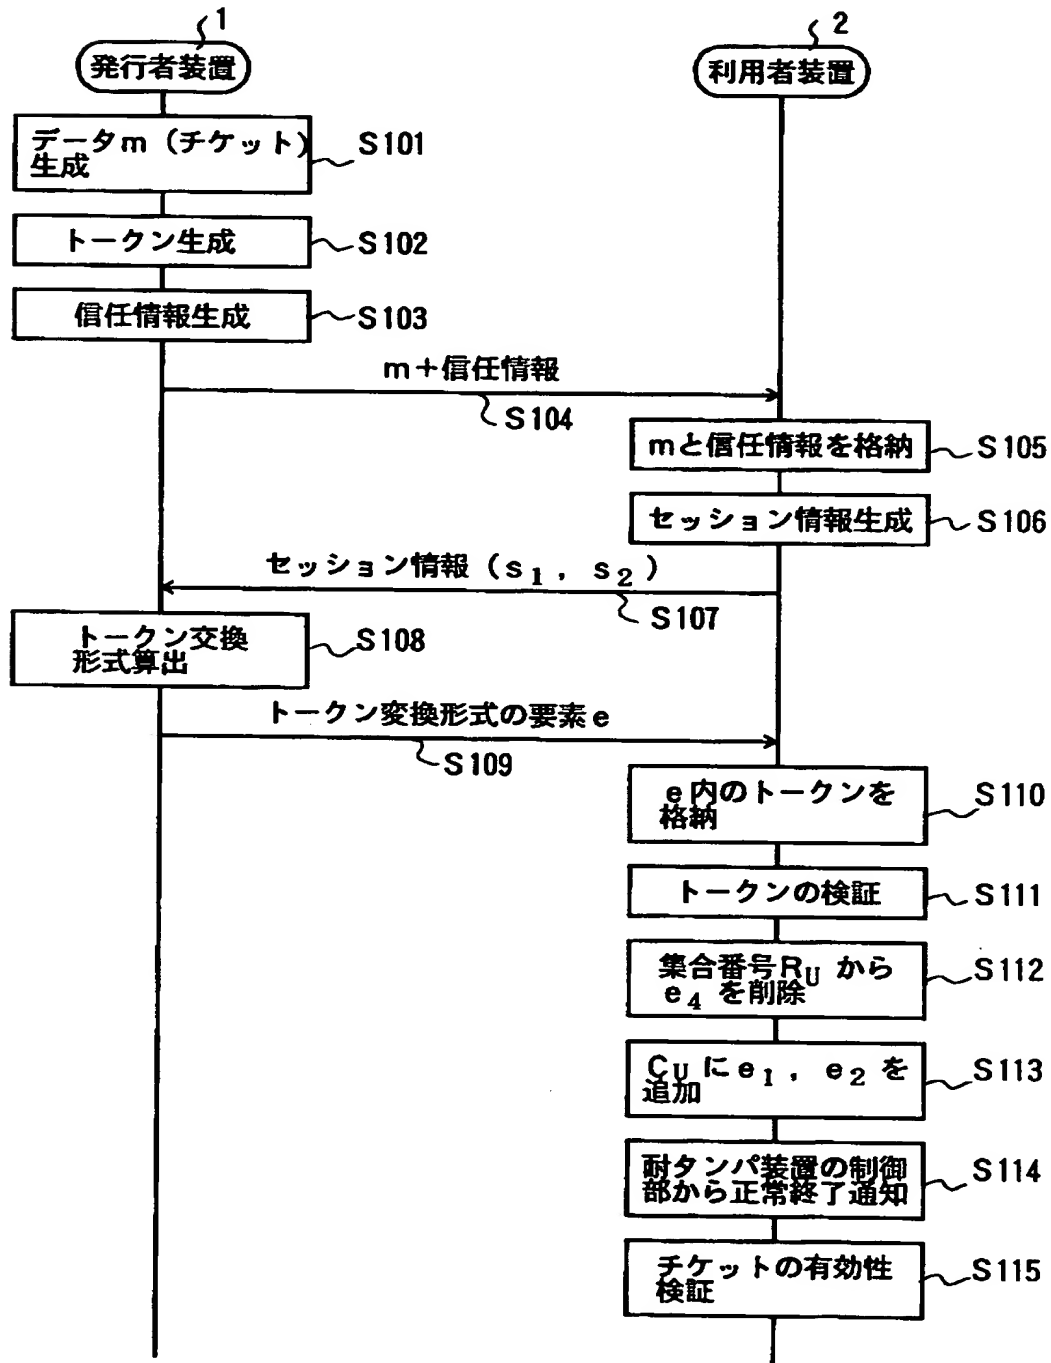 1
発行者装置
2
利用者装置
データm(チケット)
生成
S101
トークン生成
S102
信任情報生成
S103
m+信任情報
S104
mと信任情報を格納
S105
セッション情報生成
S106
セッション情報(s1, s2)
S107
トークン交換
形式算出
S108
トークン変換形式の要素e
S109
e内のトークンを
格納
S110
トークンの検証
S111
集合番号RUから
e4を削除
S112
CUにe1, e2を
追加
S113
耐タンパ装置の制御
部から正常終了通知
S114
チケットの有効性
検証
S115